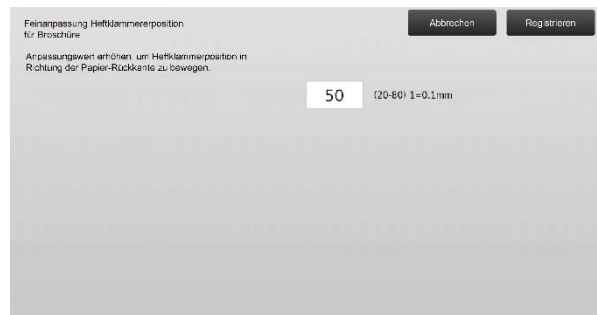 Feinanpassung Heftklammererposition
für Broschüre
Abbrechen
Registrieren
Anpassungswert erhöhen, um Heftklammerposition in
Richtung der Papier-Rückkante zu bewegen.
50 (20-80) 1=0.1mm